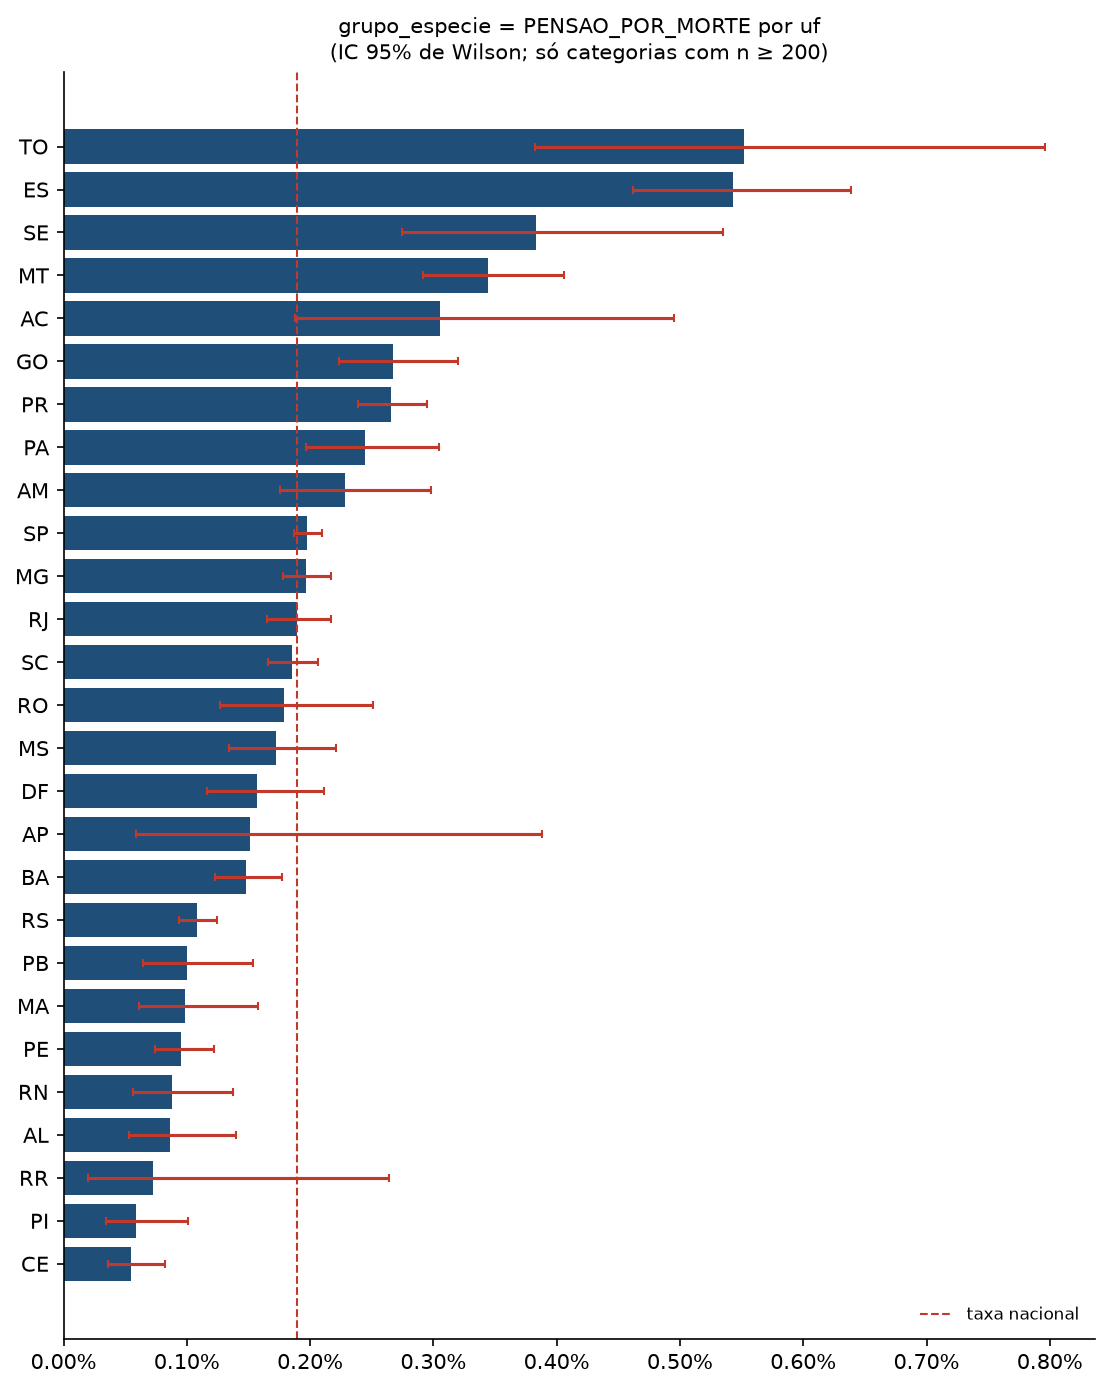 grupo_especie = PENSAO_POR_MORTE por uf
(IC 95% de Wilson; só categorias com n ≥ 200)
TO
ES
SE
MT
AC
GO
PR
PA
AM
SP
MG
RJ
SC
RO
MS
DF
AP
BA
RS
PB
MA
PE
RN
AL
RR
PI
CE
taxa nacional
0.00% 0.10% 0.20% 0.30% 0.40% 0.50% 0.60% 0.70% 0.80%